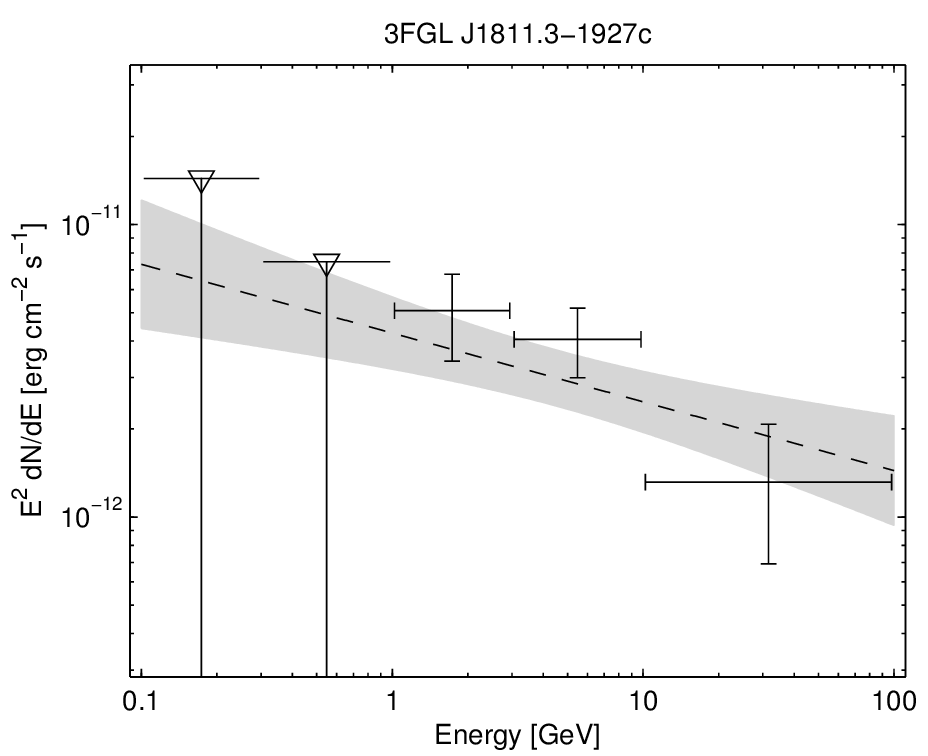 3FGL J1811.3−1927c
E² dN/dE [erg cm⁻² s⁻¹]
10⁻¹¹
10⁻¹²
0.1 1 10 100
Energy [GeV]